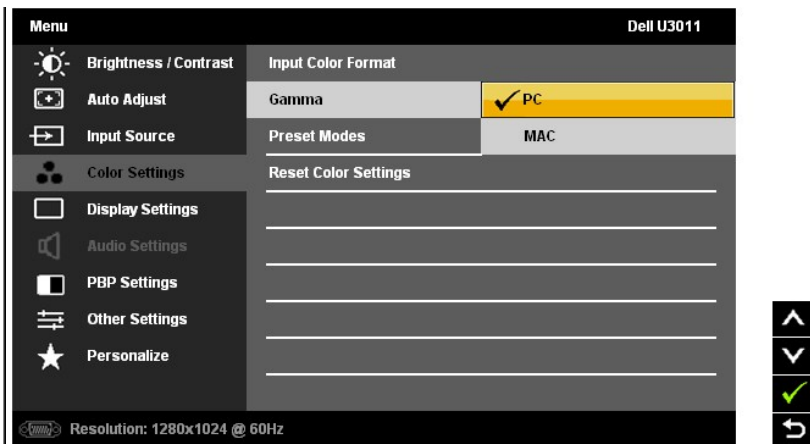 Menu Dell U3011
Brightness / Contrast Input Color Format
Auto Adjust Gamma PC
Input Source Preset Modes MAC
Color Settings Reset Color Settings
Display Settings
Audio Settings
PBP Settings
Other Settings
Personalize
Resolution: 1280x1024 @ 60Hz